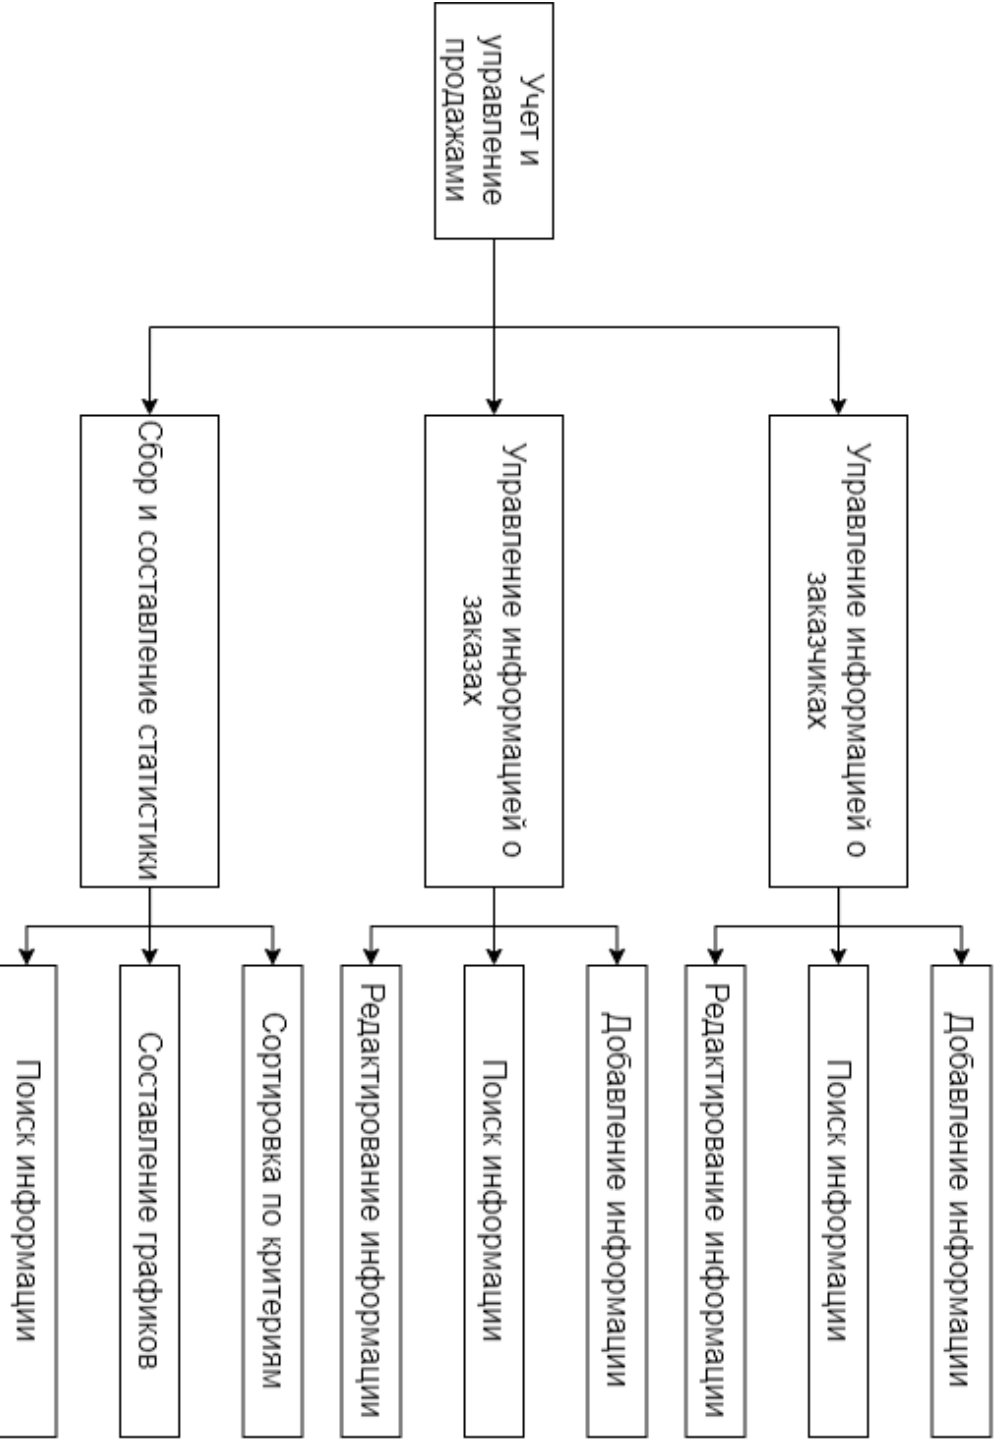 Учет и
управление
продажами
Управление информацией о
заказчиках
Добавление информации
Поиск информации
Редактирование информации
Управление информацией о
заказах
Добавление информации
Поиск информации
Редактирование информации
Сбор и составление статистики
Сортировка по критериям
Составление графиков
Поиск информации